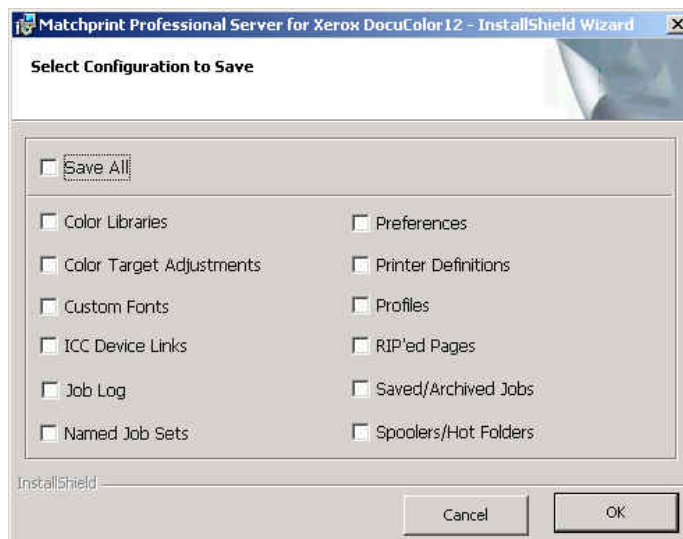 Matchprint Professional Server for Xerox DocuColor12 - InstallShield Wizard
Select Configuration to Save
Save All
Color Libraries
Color Target Adjustments
Custom Fonts
ICC Device Links
Job Log
Named Job Sets
Preferences
Printer Definitions
Profiles
RIP'ed Pages
Saved/Archived Jobs
Spoolers/Hot Folders
InstallShield
Cancel
OK